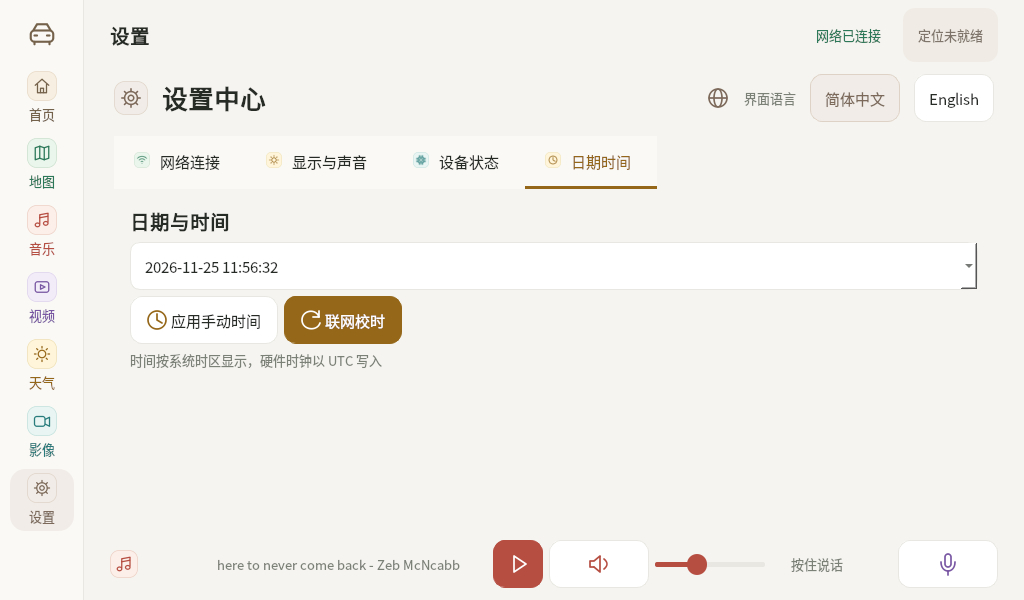 设置
网络已连接
定位未就绪
首页
地图
音乐
视频
天气
影像
设置
设置中心
界面语言
简体中文
English
网络连接
显示与声音
设备状态
日期时间
日期与时间
2026-11-25 11:56:32
应用手动时间
联网校时
时间按系统时区显示，硬件时钟以 UTC 写入
here to never come back - Zeb McNcabb
按住说话